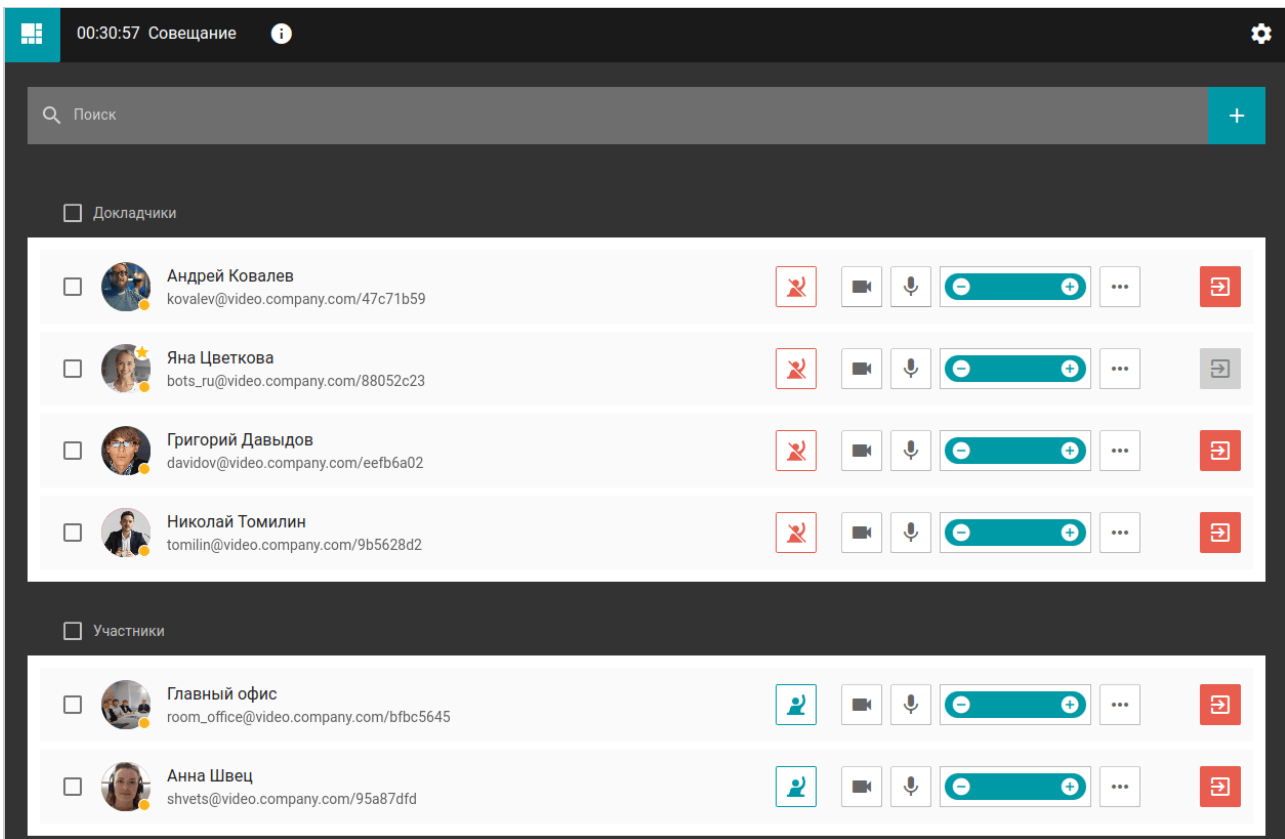 00:30:57 Совещание
Поиск
Докладчики
Андрей Ковалев
kovalev@video.company.com/47c71b59
Яна Цветкова
bots_ru@video.company.com/88052c23
Григорий Давыдов
davidov@video.company.com/eefb6a02
Николай Томилин
tomilin@video.company.com/9b5628d2
Участники
Главный офис
room_office@video.company.com/bfbc5645
Анна Швец
shvets@video.company.com/95a87dfd